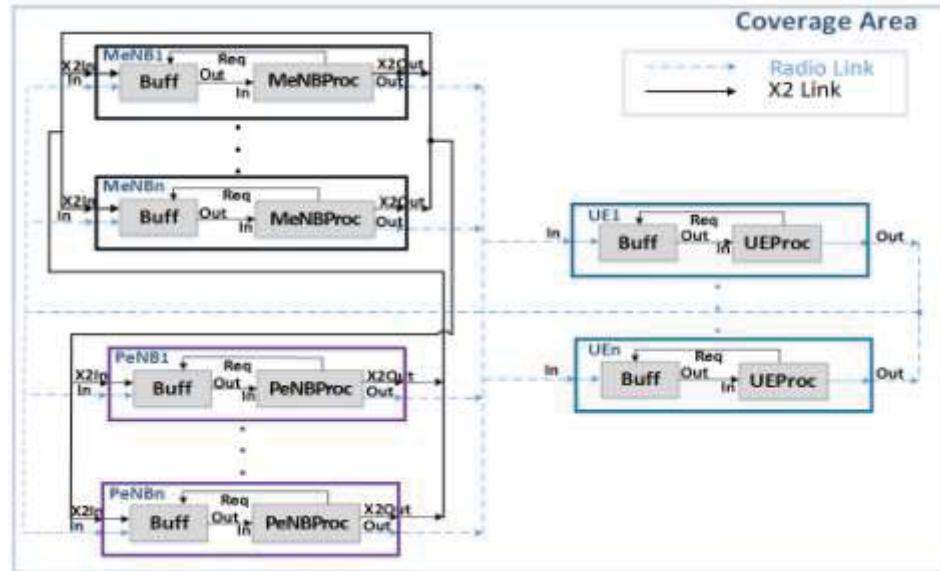 Coverage Area
Radio Link
X2 Link
MeNB1
X2In
In
Buff
Req
Out
In
MeNBProc
X2Out
Out
MeNBn
X2In
In
Buff
Req
Out
In
MeNBProc
X2Out
Out
UE1
In
Buff
Req
Out
In
UEProc
Out
PeNB1
X2In
In
Buff
Req
Out
In
PeNBProc
X2Out
Out
UEn
In
Buff
Req
Out
In
UEProc
Out
PeNBn
X2In
In
Buff
Req
Out
In
PeNBProc
X2Out
Out